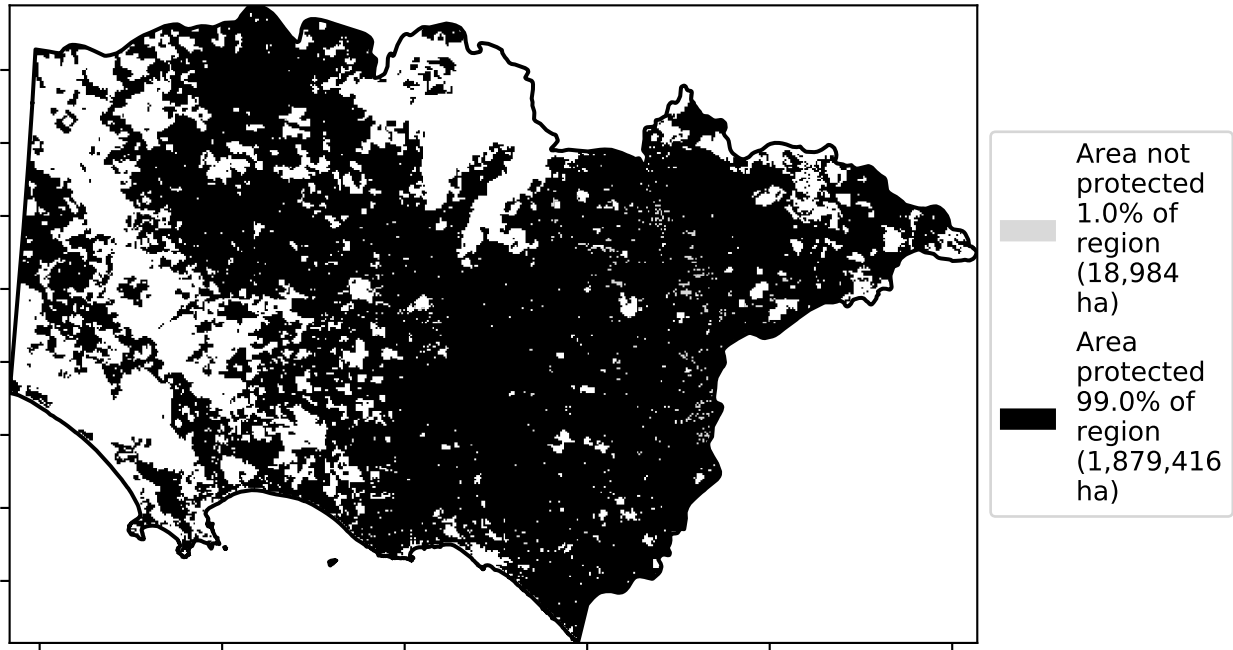 Area not
protected
1.0% of
region
(18,984
ha)
Area
protected
99.0% of
region
(1,879,416
ha)